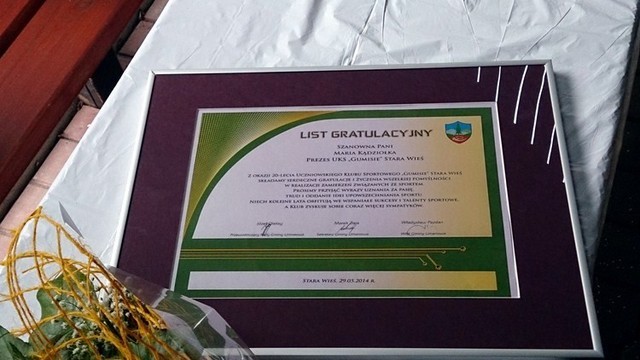 LIST GRATULACYJNY
SZANOWNA PANI
MARIA KĄDZIOŁKA
PREZES UKS „GUMISIE" STARA WIEŚ
Z OKAZJI 20-LECIA UCZNIOWSKIEGO KLUBU SPORTOWEGO „GUMISIE" STARA WIEŚ
SKŁADAMY SERDECZNE GRATULACJE I ŻYCZENIA WSZELKIEJ POMYŚLNOŚCI
W REALIZACJI ZAMIERZEŃ ZWIĄZANYCH ZE SPORTEM
PROSIMY PRZYJĄĆ WYRAZY UZNANIA ZA PASJĘ
I ODDANIE IDEI UPOWSZECHNIANIA SPORTU
NIECH KOLEJNE LATA OBFITUJĄ WE WSPANIAŁE SUKCESY I TALENTY SPORTOWE,
A KLUB ZYSKUJE SOBIE CORAZ WIĘCEJ SYMPATYKÓW.
STARA WIEŚ, 29.03.2014 R.